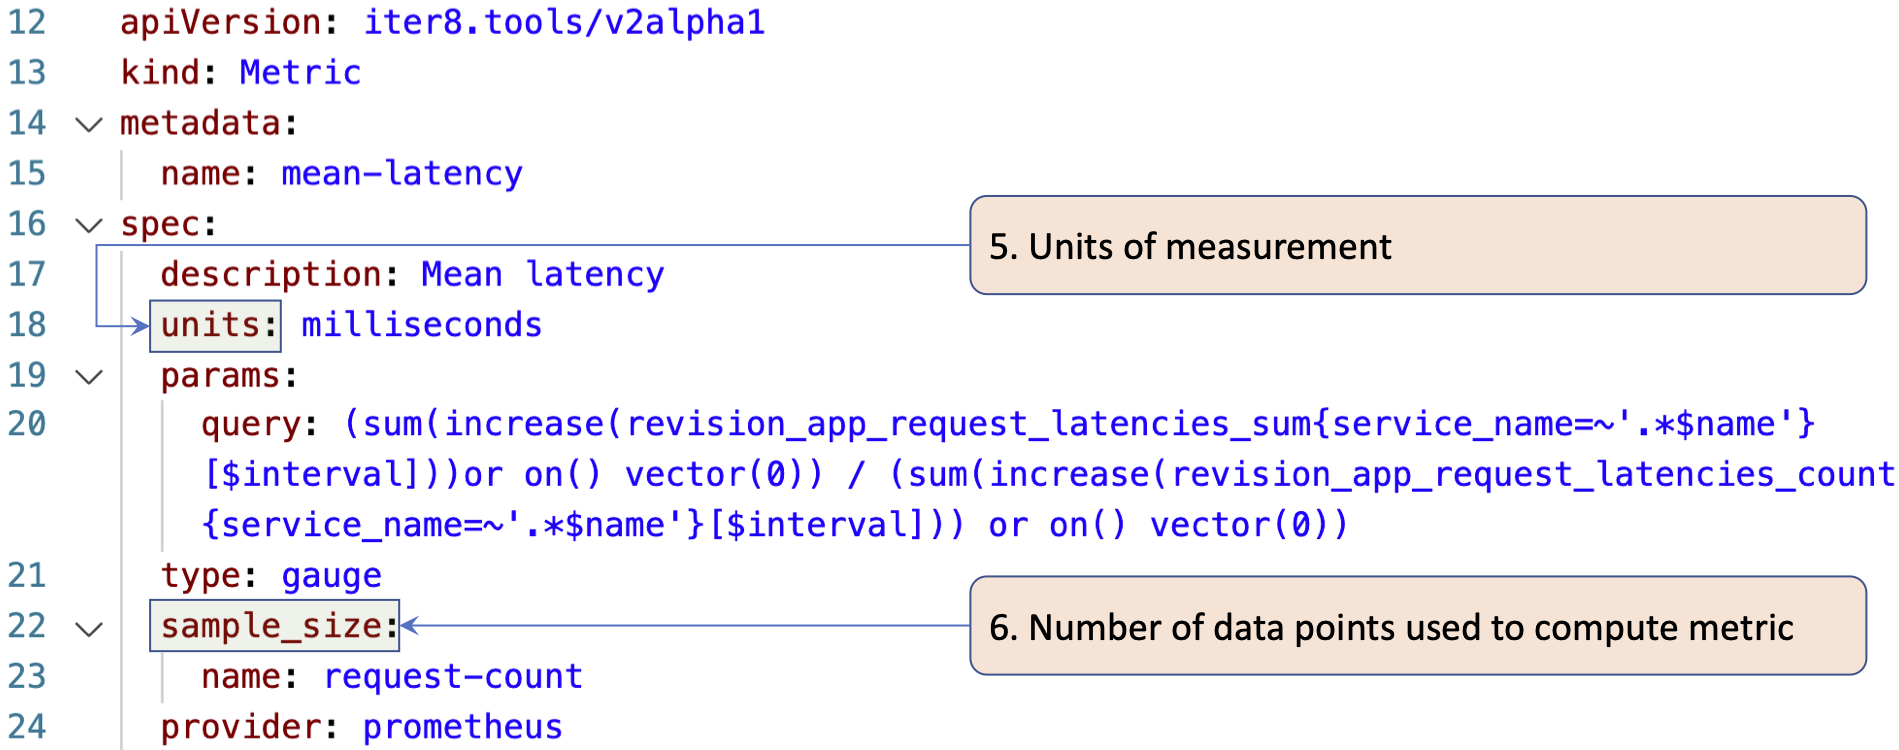 12 apiVersion: iter8.tools/v2alpha1
13 kind: Metric
14 metadata:
15 name: mean-latency
16 spec:
5. Units of measurement
17 description: Mean latency
18 units: milliseconds
19 params:
20 query: (sum(increase(revision_app_request_latencies_sum{service_name=~'.*$name'}
[$interval]))or on() vector(0)) / (sum(increase(revision_app_request_latencies_count
{service_name=~'.*$name'}[$interval])) or on() vector(0))
21 type: gauge
22 sample_size:
6. Number of data points used to compute metric
23 name: request-count
24 provider: prometheus